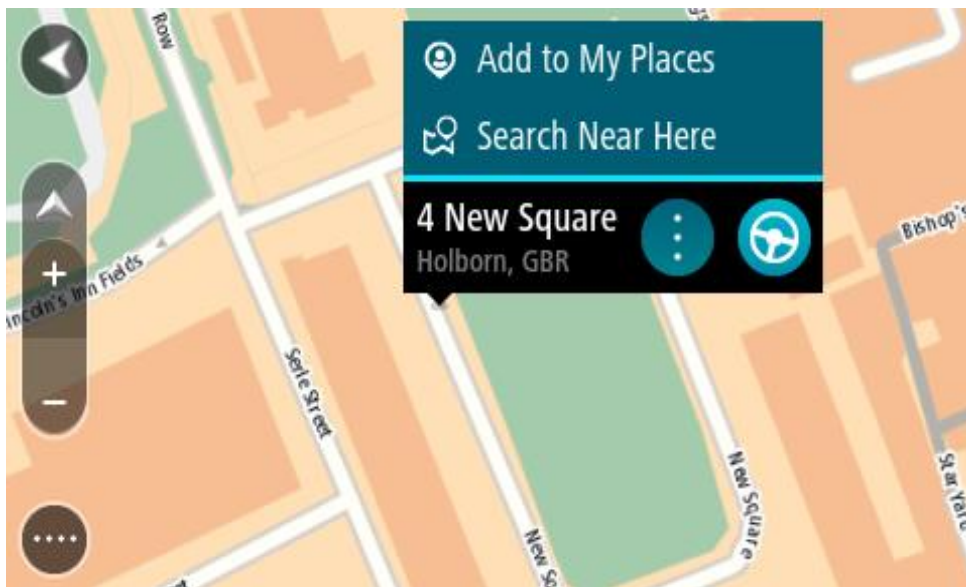 Row
Add to My Places
Search Near Here
4 New Square
Holborn, GBR
Bishop's
incoln's Inn Fields
Serle Street
New Square
Star Yard
New Sq